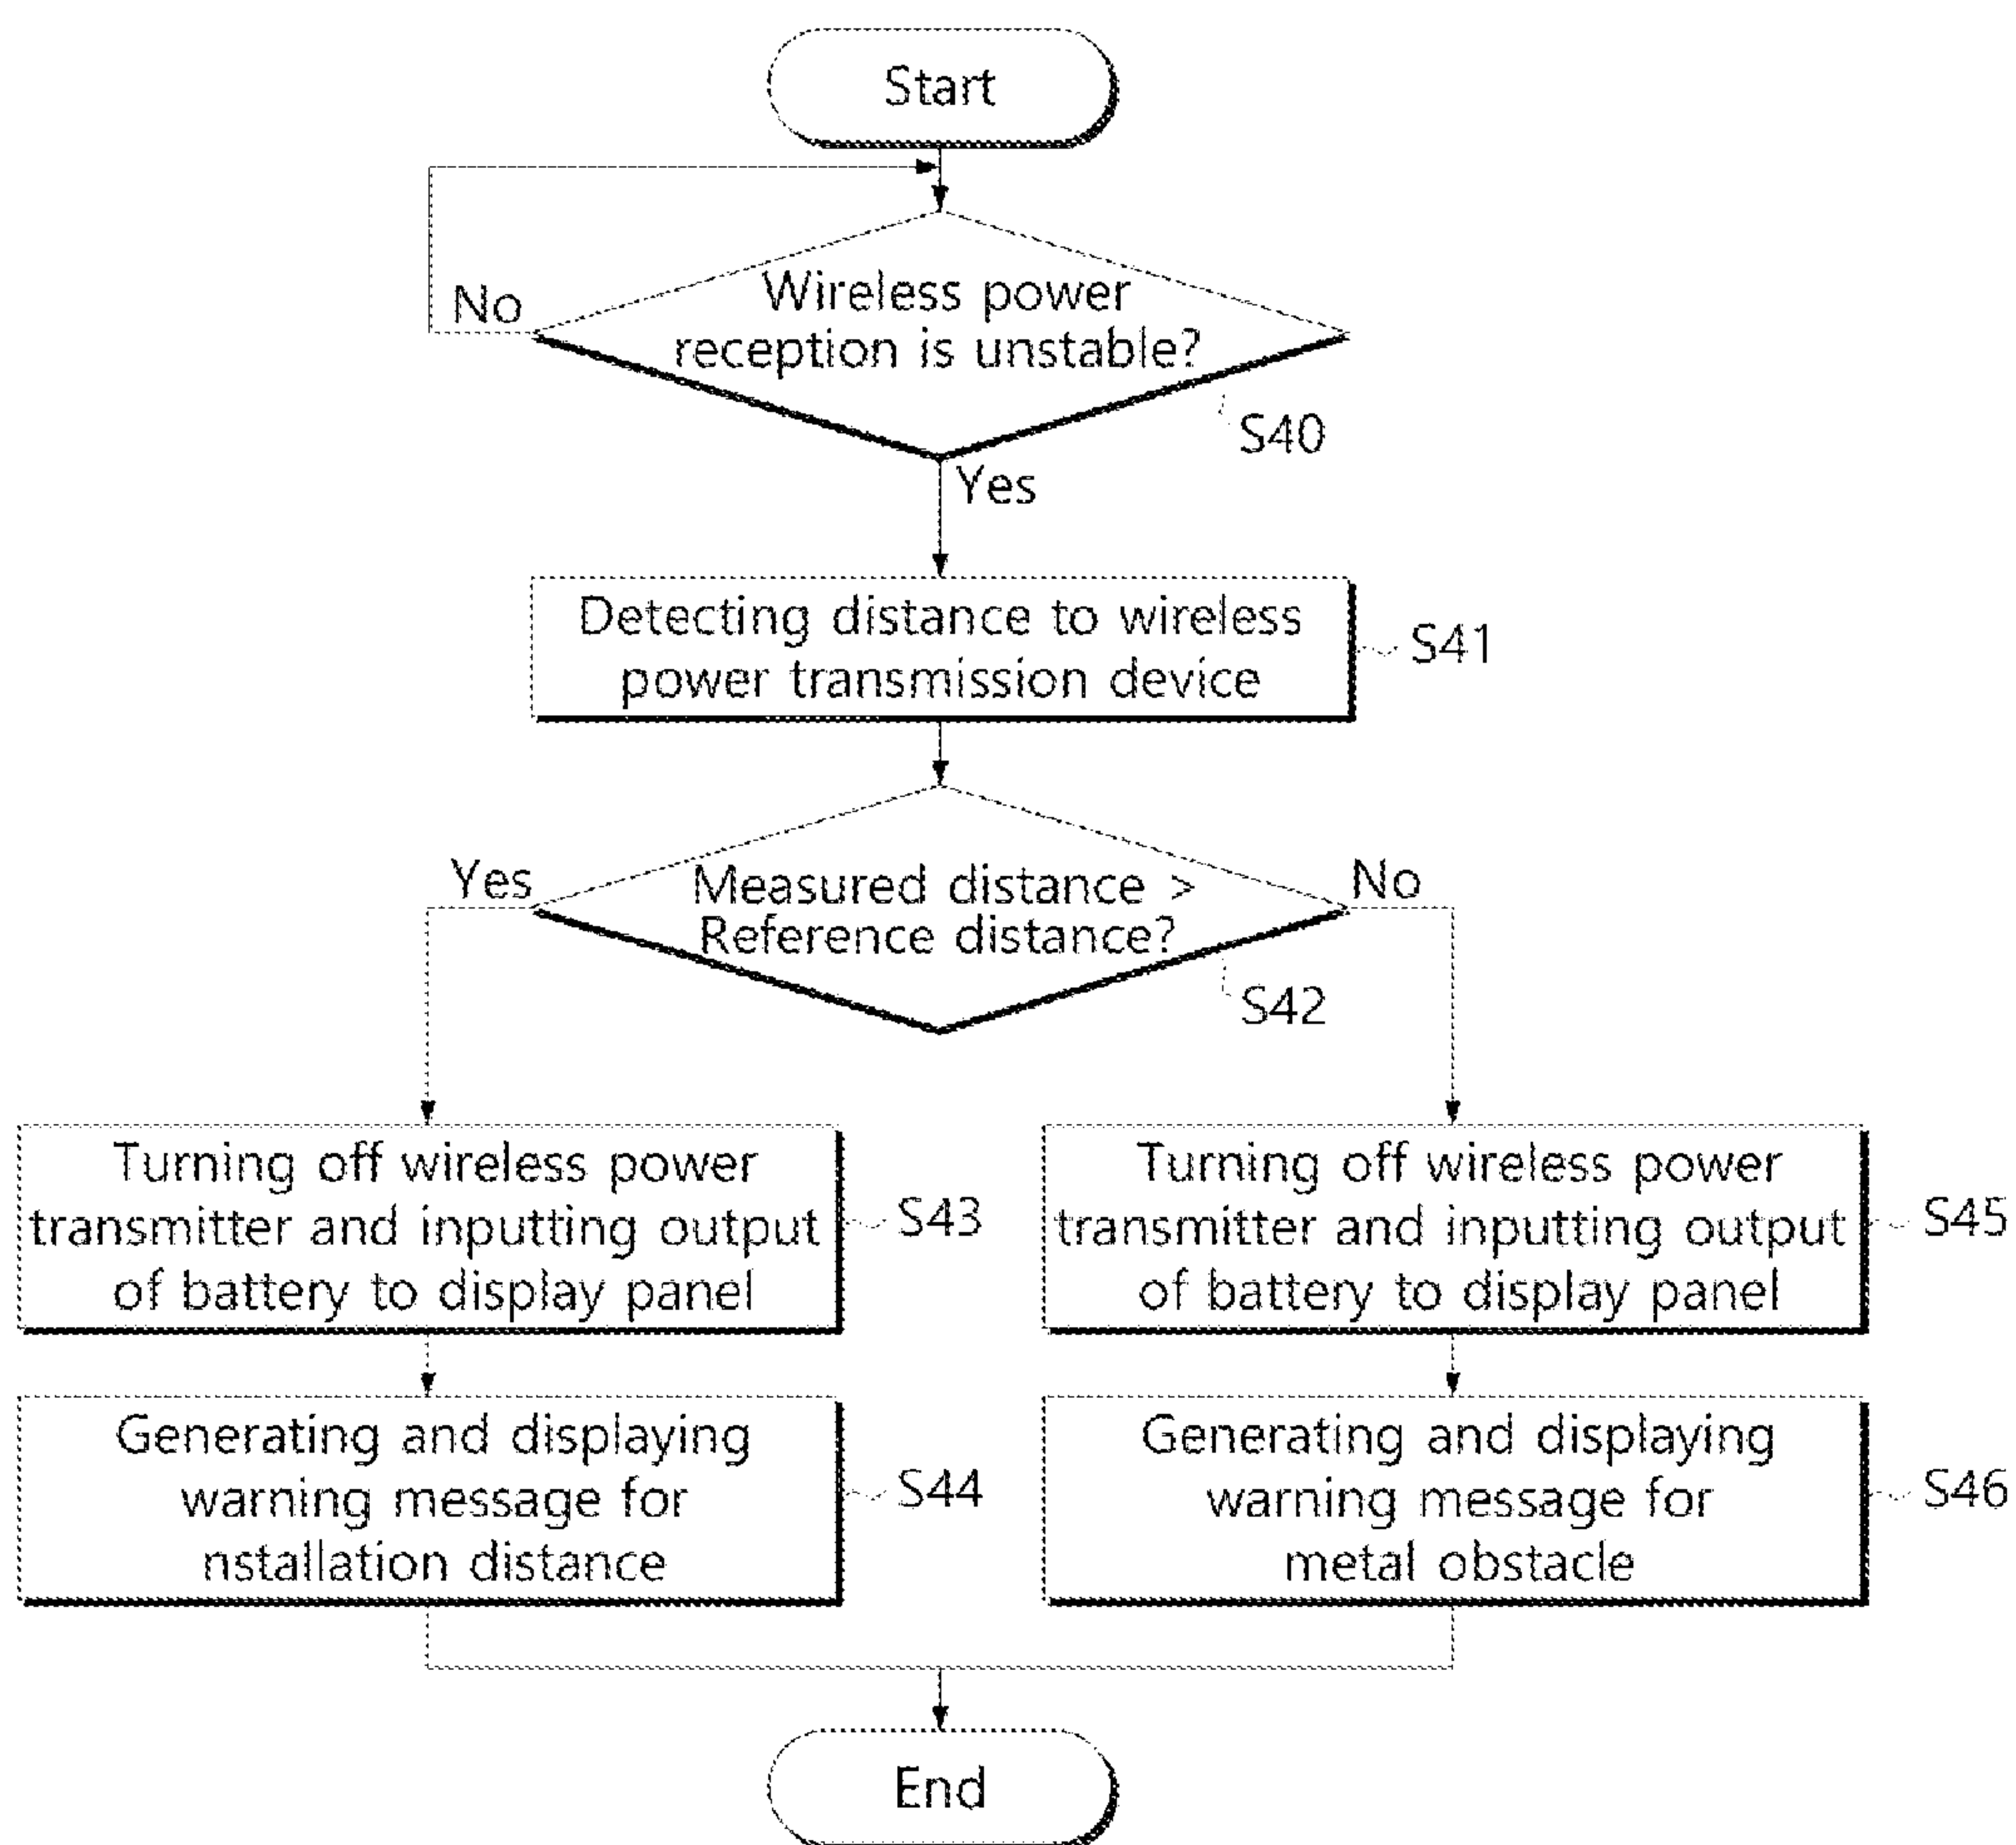 Start
No
Wireless power
reception is unstable?
S40
Yes
Detecting distance to wireless
power transmission device
S41
Yes
Measured distance >
Reference distance?
No
S42
Turning off wireless power
transmitter and inputting output
of battery to display panel
S43
Turning off wireless power
transmitter and inputting output
of battery to display panel
S45
Generating and displaying
warning message for
nstallation distance
S44
Generating and displaying
warning message for
metal obstacle
S46
End